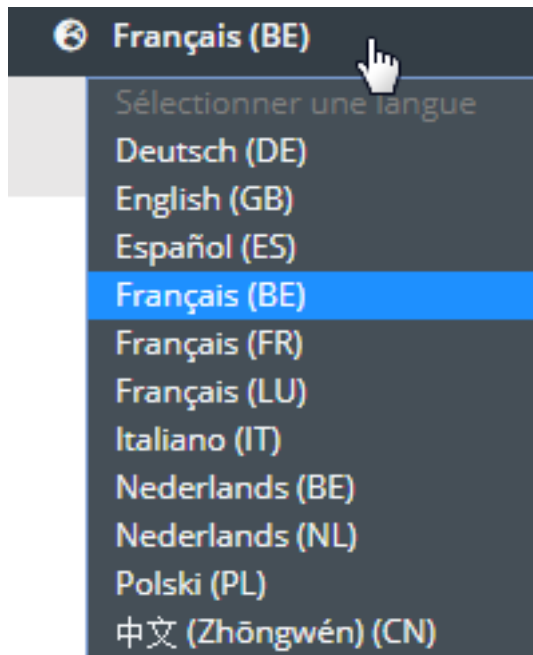 Français (BE)
Sélectionner une langue
Deutsch (DE)
English (GB)
Español (ES)
Français (BE)
Français (FR)
Français (LU)
Italiano (IT)
Nederlands (BE)
Nederlands (NL)
Polski (PL)
中文 (Zhōngwén) (CN)